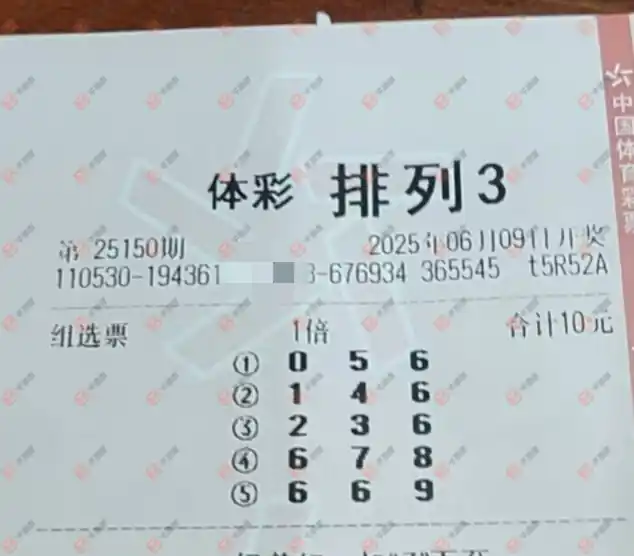 体彩 排列3
第 25150期 2025年06月09日开奖
110530-194361 3-676934 365545 t5R52A
组选票 1倍 合计10元
① 0 5 6
② 1 4 6
③ 2 3 6
④ 6 7 8
⑤ 6 6 9
中国体育彩票